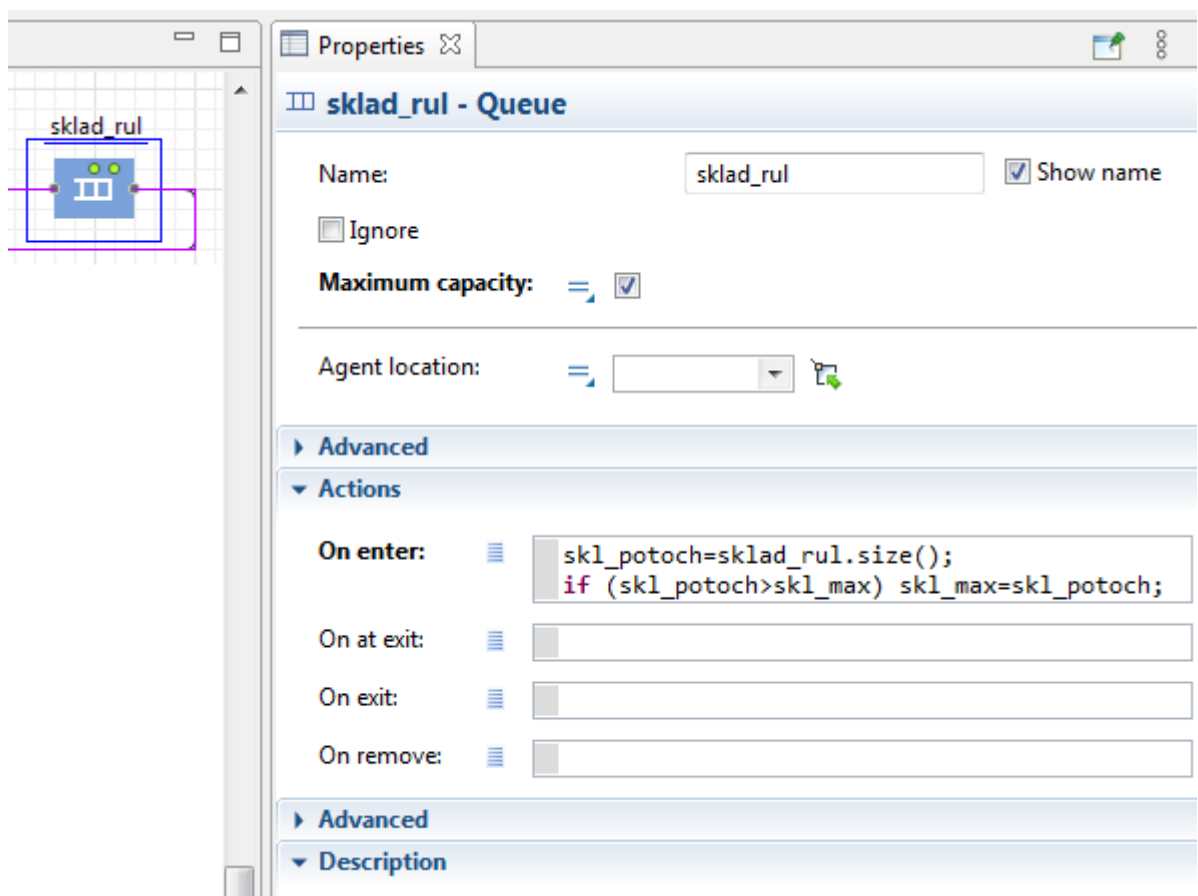 Properties
sklad_rul
sklad_rul - Queue
Name:
sklad_rul
Show name
Ignore
Maximum capacity:
Agent location:
Advanced
Actions
On enter:
skl_potoch=sklad_rul.size();
if (skl_potoch>skl_max) skl_max=skl_potoch;
On at exit:
On exit:
On remove:
Advanced
Description